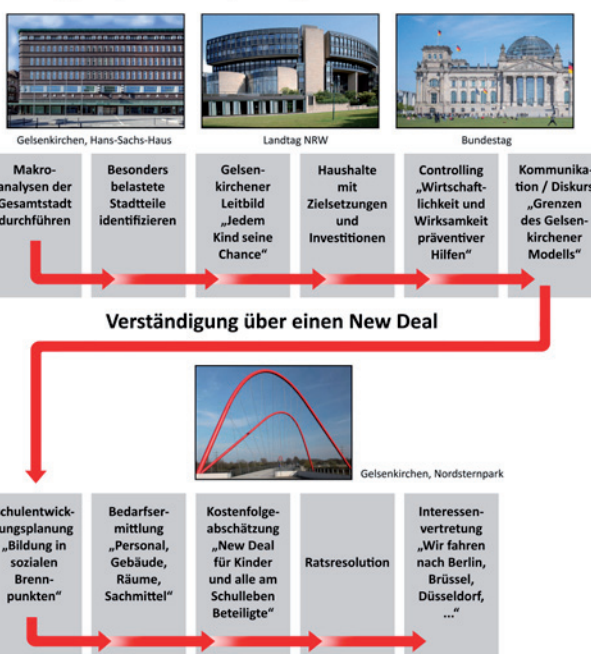 Gelsenkirchen, Hans-Sachs-Haus
Landtag NRW
Bundestag
Makro-
analysen der
Gesamtstadt
durchführen
Besonders
belastete
Stadtteile
identifizieren
Gelsen-
kirchener
Leitbild
„Jedem
Kind seine
Chance“
Haushalte
mit
Zielsetzungen
und
Investitionen
Controlling
„Wirtschaft-
lichkeit und
Wirksamkeit
präventiver
Hilfen“
Kommunika-
tion / Diskurs
„Grenzen
des Gelsen-
kirchener
Modells“
Verständigung über einen New Deal
Gelsenkirchen, Nordsternpark
chulentwick-
ungsplanung
„Bildung in
sozialen
Brenn-
punkten“
Bedarfser-
mittlung
„Personal,
Gebäude,
Räume,
Sachmittel“
Kostenfolge-
abschätzung
„New Deal
für Kinder
und alle am
Schulleben
Beteiligte“
Ratsresolution
Interessen-
vertretung
„Wir fahren
nach Berlin,
Brüssel,
Düsseldorf,
...“